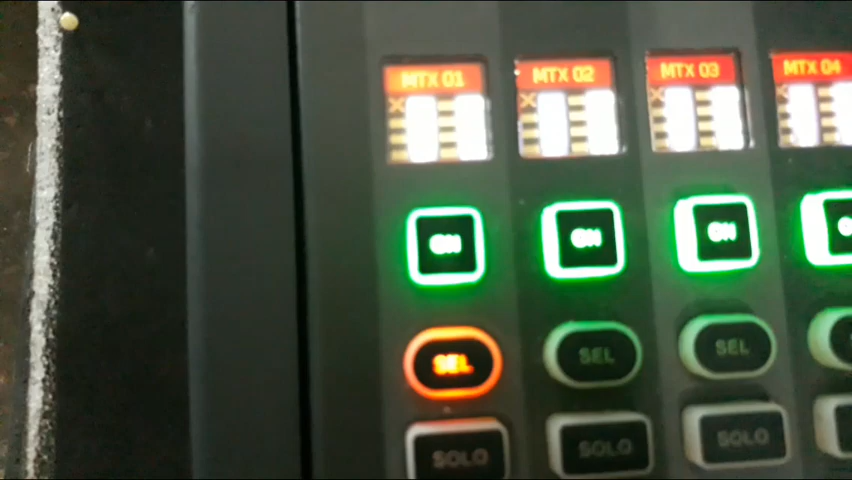 MTX 01 MTX 02 MTX 03 MTX 04
ON ON ON
SEL SEL SEL
SOLO SOLO SOLO